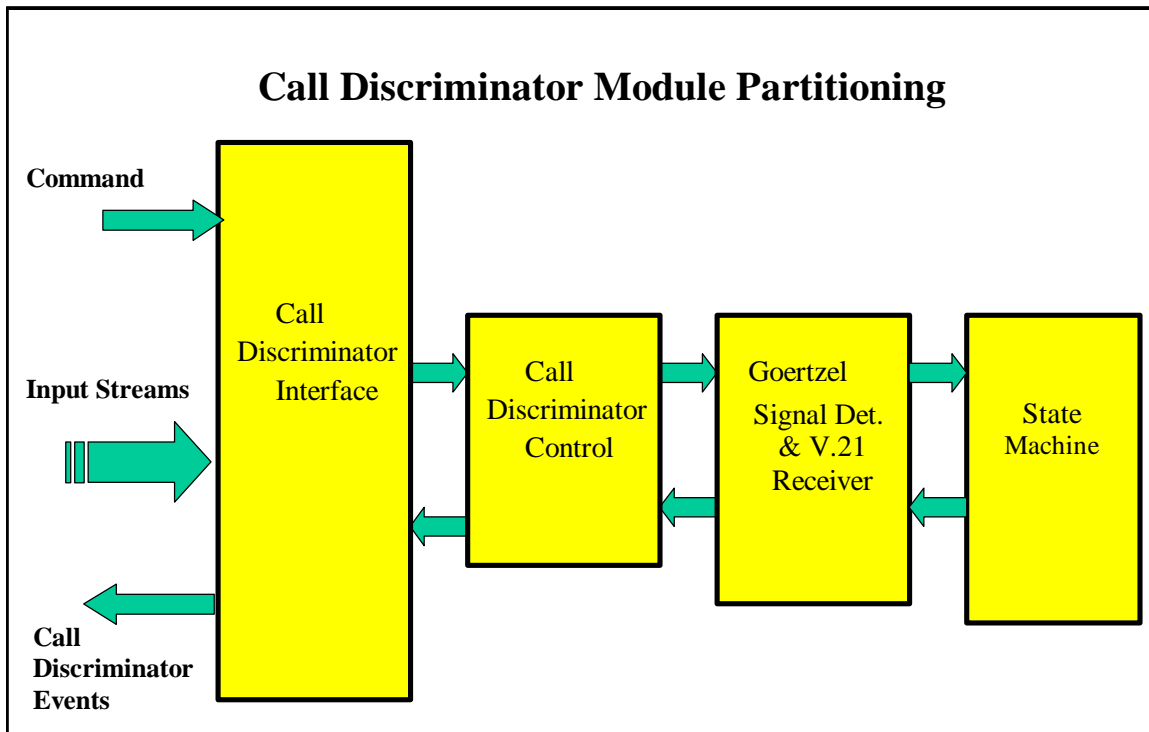 Call Discriminator Module Partitioning
Command
Input Streams
Call
Discriminator
Events
Call
Discriminator
Interface
Call
Discriminator
Control
Goertzel
Signal Det.
& V.21
Receiver
State
Machine